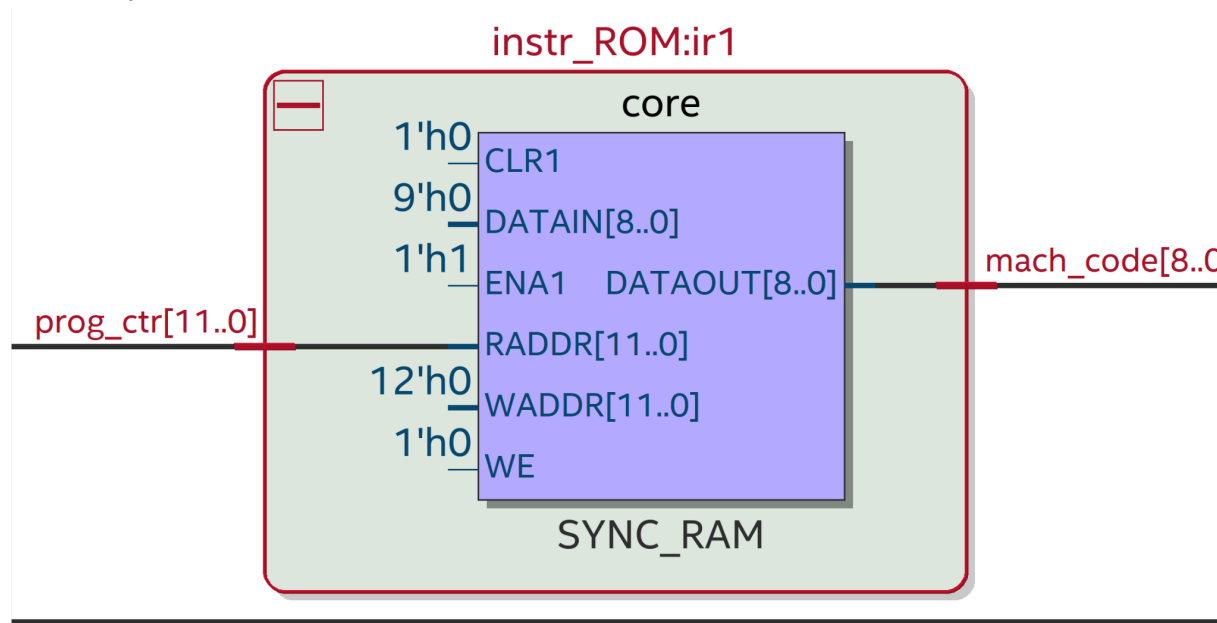 instr_ROM:ir1
core
1'h0
CLR1
9'h0
DATAIN[8..0]
1'h1
ENA1 DATAOUT[8..0]
mach_code[8..0
prog_ctr[11..0]
RADDR[11..0]
12'h0
WADDR[11..0]
1'h0
WE
SYNC_RAM